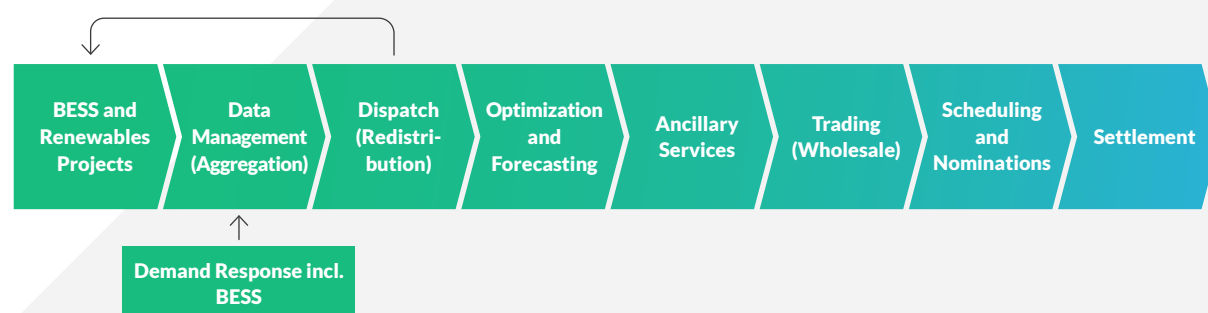 BESS and
Renewables
Projects
Data
Management
(Aggregation)
Dispatch
(Redistri-
bution)
Optimization
and
Forecasting
Ancillary
Services
Trading
(Wholesale)
Scheduling
and
Nominations
Settlement
Demand Response incl.
BESS